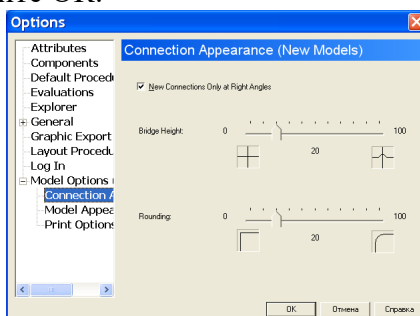 Options
Attributes
Components
Default Procedu
Evaluations
Explorer
General
Graphic Export
Layout Procedu
Log In
Model Options
Connection A
Model Appea
Print Options
Connection Appearance (New Models)
New Connections Only at Right Angles
Bridge Height: 0 100
20
Rounding: 0 100
20
OK Отмена Справка